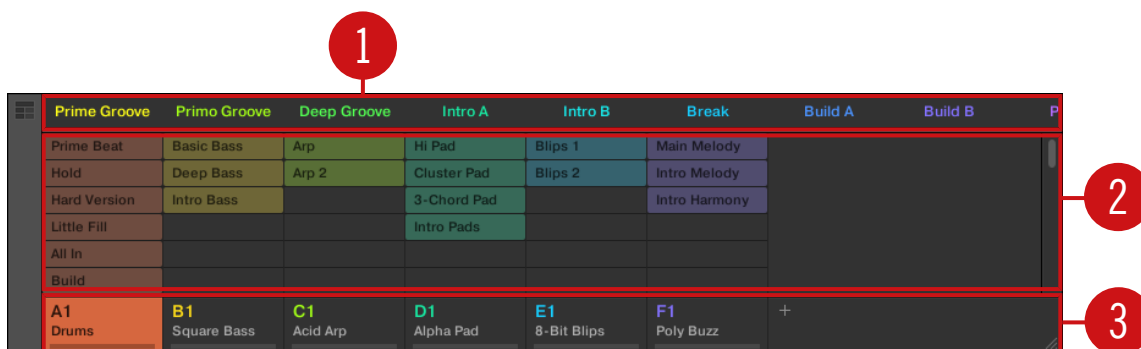 1
Prime Groove Primo Groove Deep Groove Intro A Intro B Break Build A Build B P
Prime Beat Basic Bass Arp Hi Pad Blips 1 Main Melody
Hold Deep Bass Arp 2 Cluster Pad Blips 2 Intro Melody
Hard Version Intro Bass 3-Chord Pad Intro Harmony
2
Little Fill Intro Pads
All In
Build
A1 B1 C1 D1 E1 F1 +
Drums Square Bass Acid Arp Alpha Pad 8-Bit Blips Poly Buzz
3